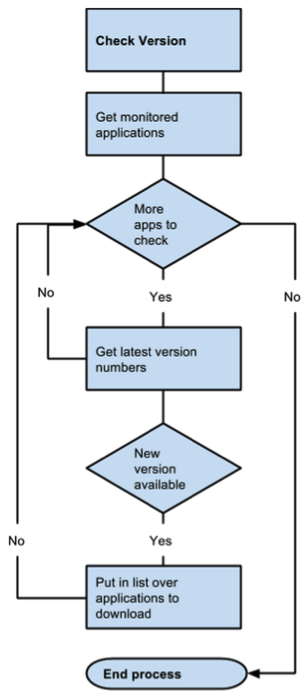 Check Version
Get monitored
applications
More
apps to
check
No
Yes
No
Get latest version
numbers
New
version
available
No
Yes
Put in list over
applications to
download
End process